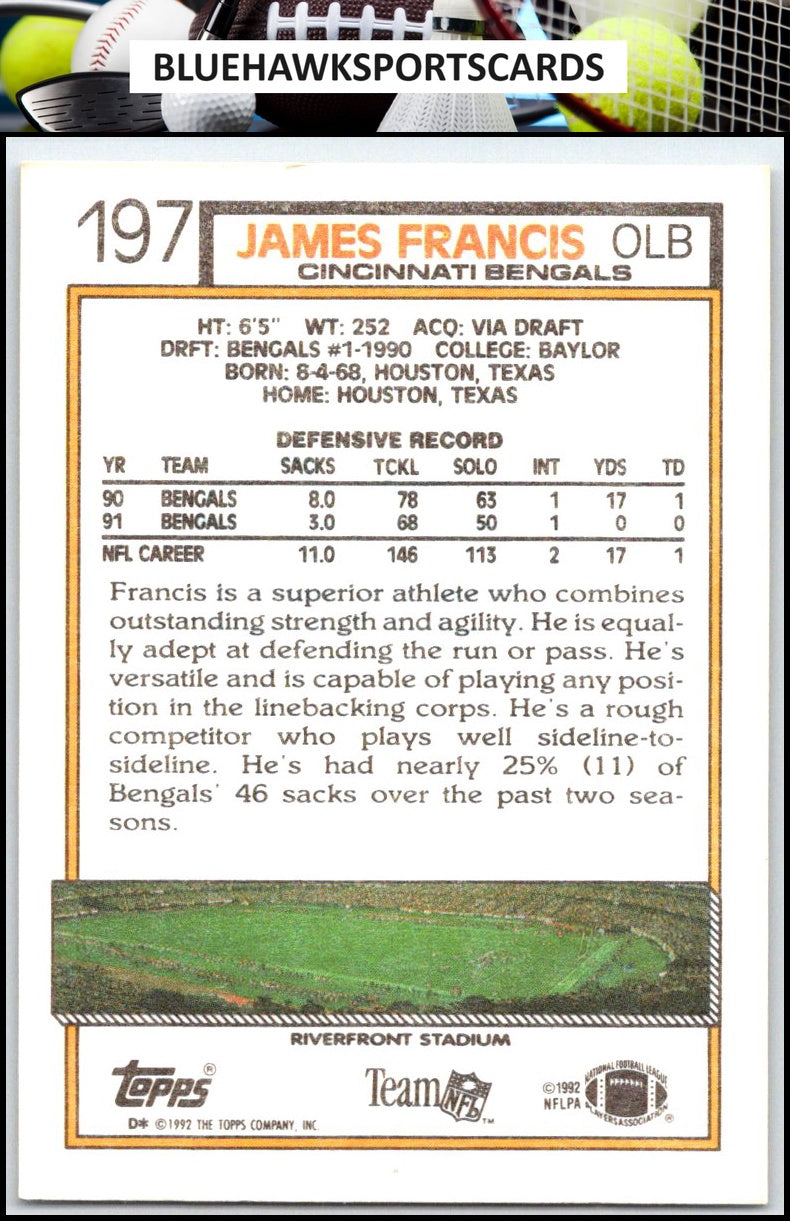 BLUEHAWKSPORTSCARDS
197
JAMES FRANCIS OLB
CINCINNATI BENGALS
HT: 6'5" WT: 252 ACQ: VIA DRAFT
DRFT: BENGALS #1-1990 COLLEGE: BAYLOR
BORN: 8-4-68, HOUSTON, TEXAS
HOME: HOUSTON, TEXAS
DEFENSIVE RECORD
YR TEAM SACKS TCKL SOLO INT YDS TD
90 BENGALS 8.0 78 63 1 17 1
91 BENGALS 3.0 68 50 1 0 0
NFL CAREER 11.0 146 113 2 17 1
Francis is a superior athlete who combines
outstanding strength and agility. He is equal-
ly adept at defending the run or pass. He's
versatile and is capable of playing any posi-
tion in the linebacking corps. He's a rough
competitor who plays well sideline-to-
sideline. He's had nearly 25% (11) of
Bengals' 46 sacks over the past two sea-
sons.
RIVERFRONT STADIUM
topps®
D* ©1992 THE TOPPS COMPANY, INC.
Team NFL™
©1992
NFLPA
NATIONAL FOOTBALL LEAGUE
PLAYERS ASSOCIATION ®